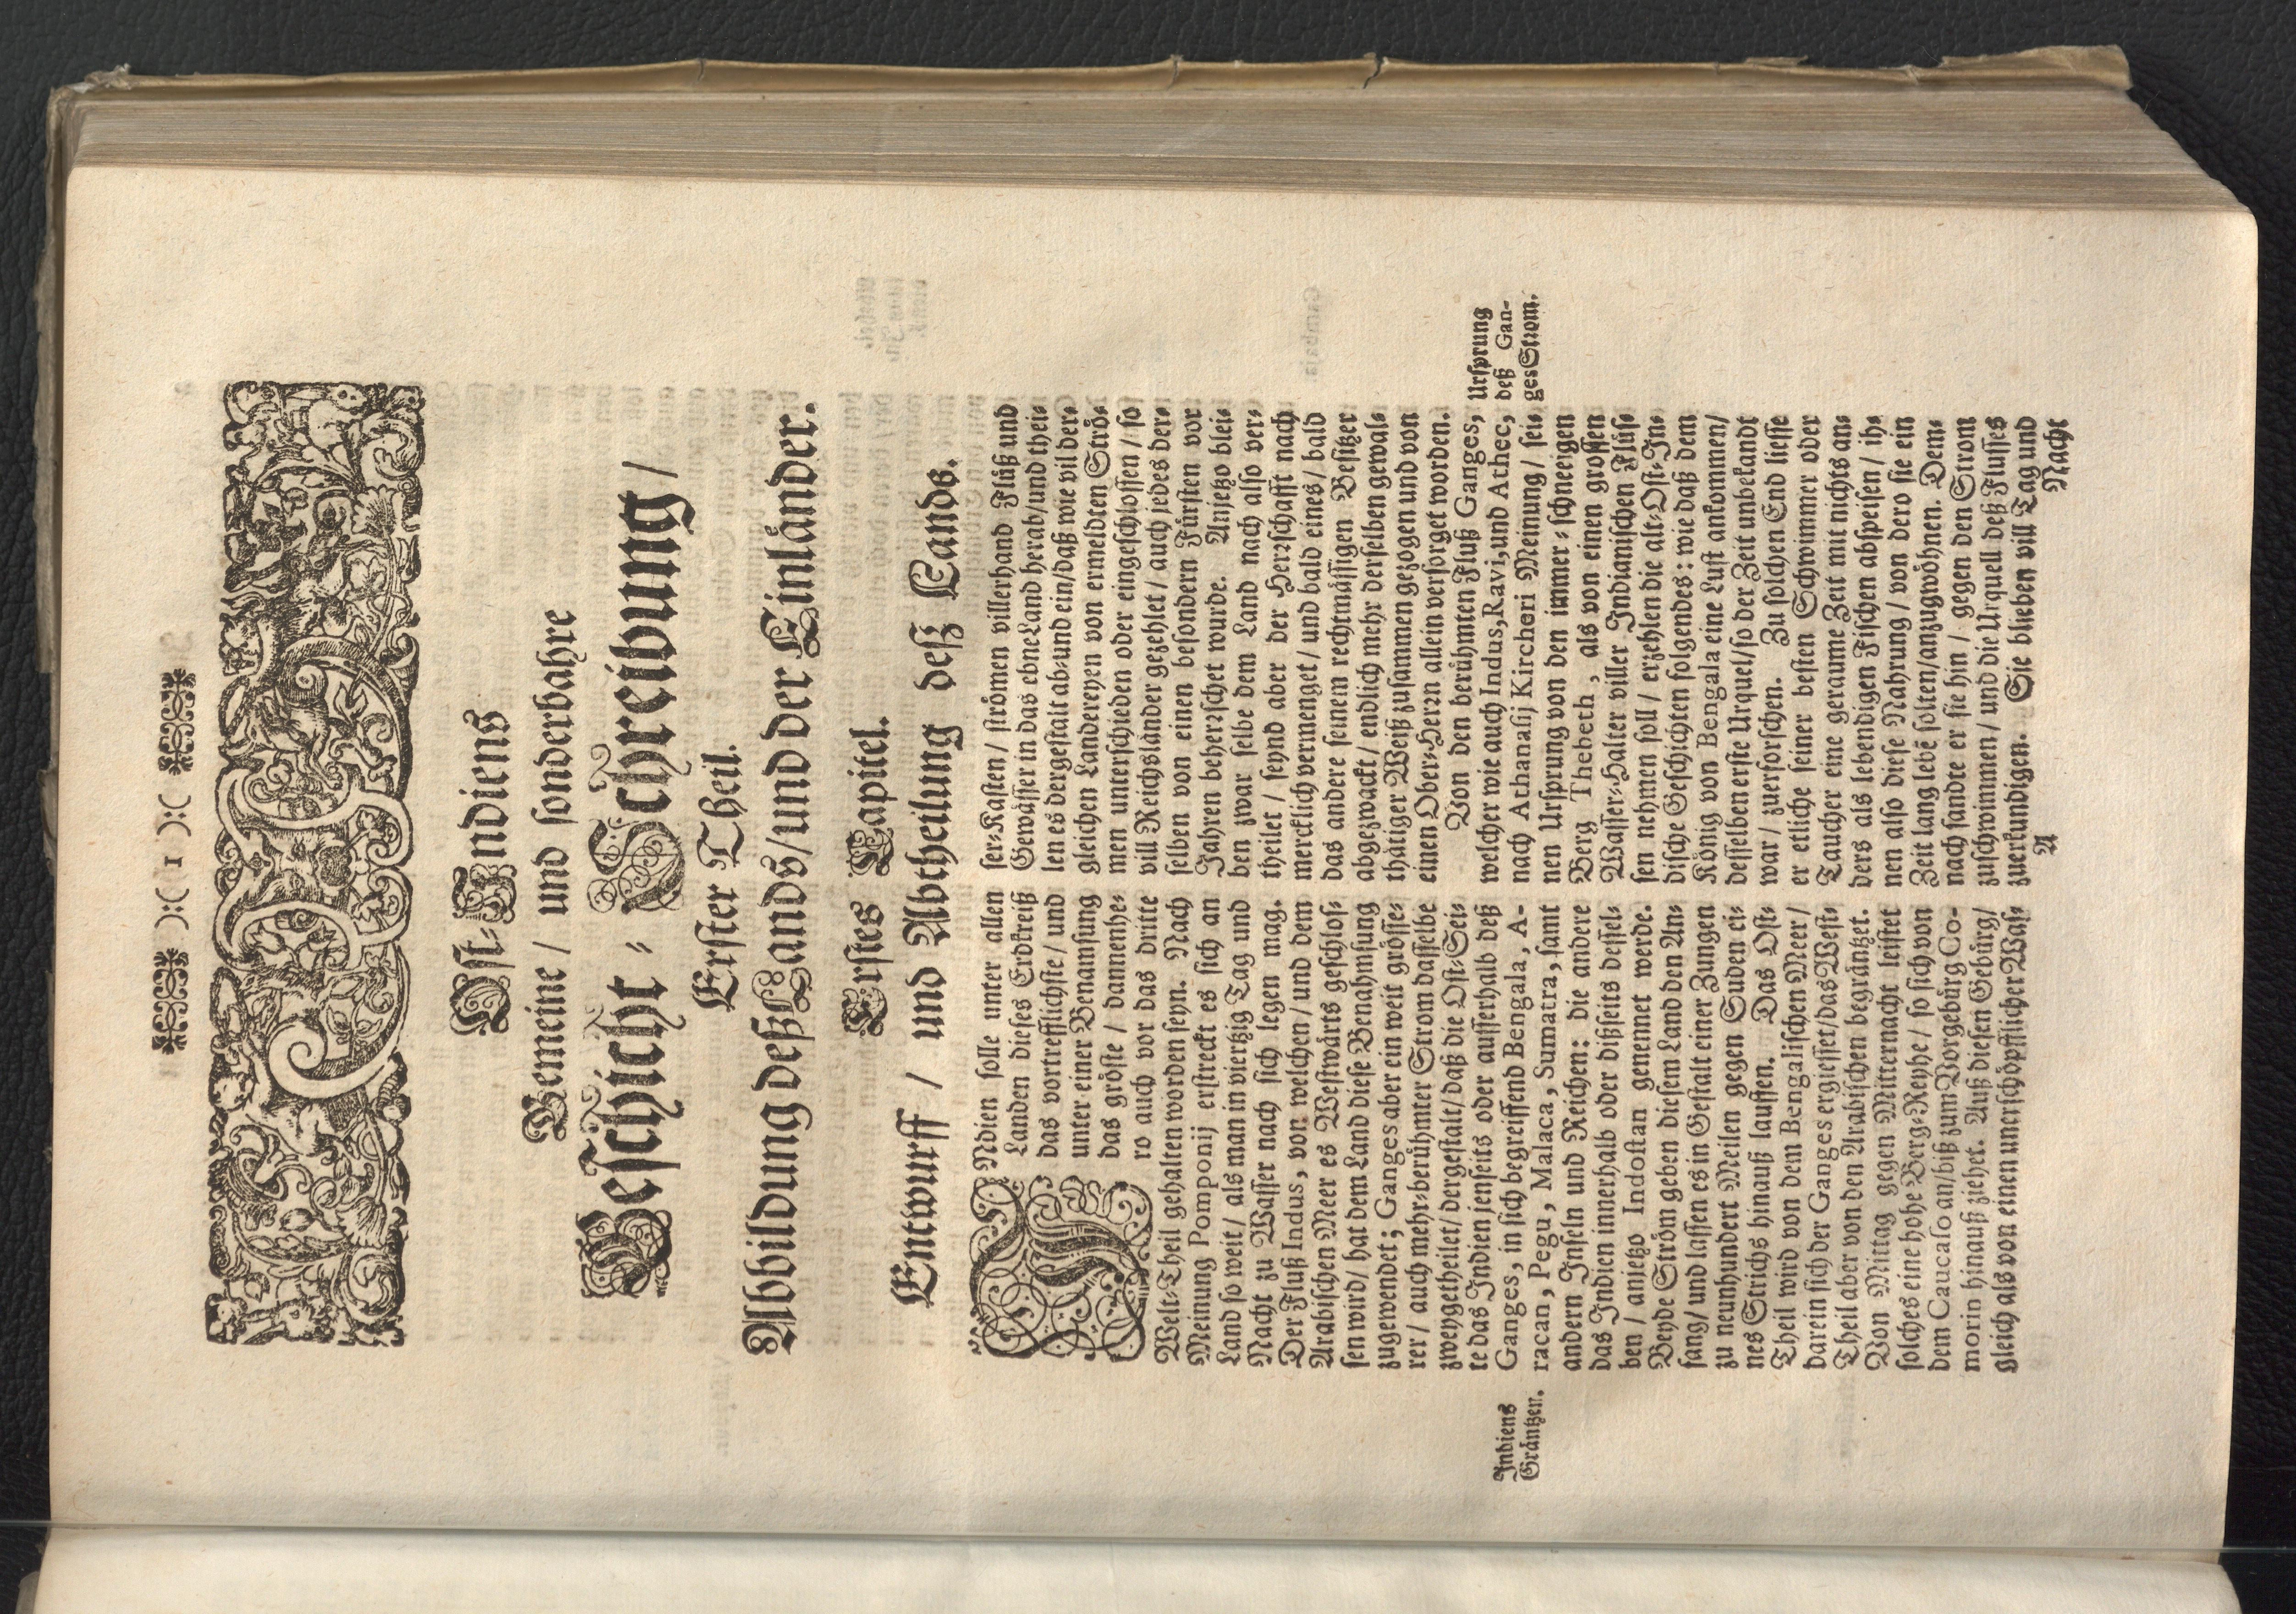 ):( 1 ):(
Ost-Indiens
Gemeine / und sonderbahre
Geschicht-Schreibung /
Erster Theil.
Abbildung deß Lands / und der Einlånder.
Erstes Capitel.
Entwurff / und Abtheilung deß Lands.
INdien solle unter allen
Landen dieses Erdkreiß
das vortrefflichste / und
unter einer Benamsung
das gröste / dannenhe-
ro auch vor das dritte
Welt-Theil gehalten worden seyn. Nach
Meinung Pomponij erstreckt es sich an
Land so weit / als man in viertzig Tag und
Nacht zu Wasser nach sich legen mag.
Der Fluß Indus, von welchen / und dem
Arabischen Meer es Westwårts geschlos-
sen wird / hat dem Land diese Benahmsung
zugewendet; Ganges aber ein weit grösse-
rer / auch mehr-berühmter Strom dasselbe
zweygetheilet / dergestalt / daß die Ost-Sei-
te das Indien jenseits oder ausserhalb deß
Ganges, in sich begreiffend Bengala, A-
racan, Pegu, Malaca, Sumatra, samt
andern Inseln und Reichen: die andere
das Indien innerhalb oder dißseits dessel-
ben / anjetzo Indostan genennet werde.
Beyde Ström geben diesem Land den An-
fang / und lassen es in Gestalt einer Zungen
zu neunhundert Meilen gegen Suden ei-
nes Strichs hinauß lauffen. Das Ost-
Theil wird von dem Bengalischen Meer /
darein sich der Ganges ergiesset / das West-
Theil aber von den Arabischen begråntzet.
Von Mittag gegen Mitternacht leistet
solches eine hohe Berg-Reyhe / so sich von
dem Caucaso an / biß zum Vorgebürg Co-
morin hinauß ziehet. Auß diesen Gebürg /
gleich als von einem unerschöpfflicher Was-
Indiens
Gråntzen.
ser-Kasten / strömen villerhand Flüß und
Gewåsser in das ebne Land herab / und thei-
len es dergestalt ab- und ein / daß wie vil der-
gleichen Landereyen von ermeldten Strö-
men unterschieden oder eingeschlossen / so
vill Reichslånder gezehlet / auch jedes der-
selben von einen besondern Fürsten vor
Jahren beherrschet wurde. Anjetzo blei-
ben zwar selbe dem Land nach also ver-
theilet / seynd aber der Herrschafft nach
mercklich vermenget / und bald eines / bald
das andere seinem rechtmåssigen Besitzer
abgezwackt / endlich mehr derselben gewal-
thåtiger Weiß zusammen gezogen und von
einen Ober-Herrn allein versorget worden.
Von den berühmten Fluß Ganges,
welcher wie auch Indus, Ravi, und Athec,
nach Athanasij Kircheri Meinung / sei-
nen Ursprung von den immer-schneeigen
Berg Thebeth, als von einen grossen
Wasser-Halter viller Indianischen Flüs-
sen nehmen soll / erzehlen die alt-Ost-In-
dische Geschichten folgendes: wie daß dem
König von Bengala eine Lust ankommen /
desselben erste Urquel / so der Zeit unbekandt
war / zuerforschen. Zu solchen End liesse
er etliche seiner besten Schwimmer oder
Taucher eine geraume Zeit mit nichts an-
ders als lebendigen Fischen abspeisen / ih-
nen also diese Nahrung / von dero sie ein
Zeit lang lebẽ solten / anzugwöhnen. Dem-
nach sandte er sie hin / gegen den Strom
zuschwimmen / und die Urquell deß Flusses
zuerkundigen. Sie blieben vill Tag und
Ursprung
deß Gan-
ges Strom.
A
Nacht